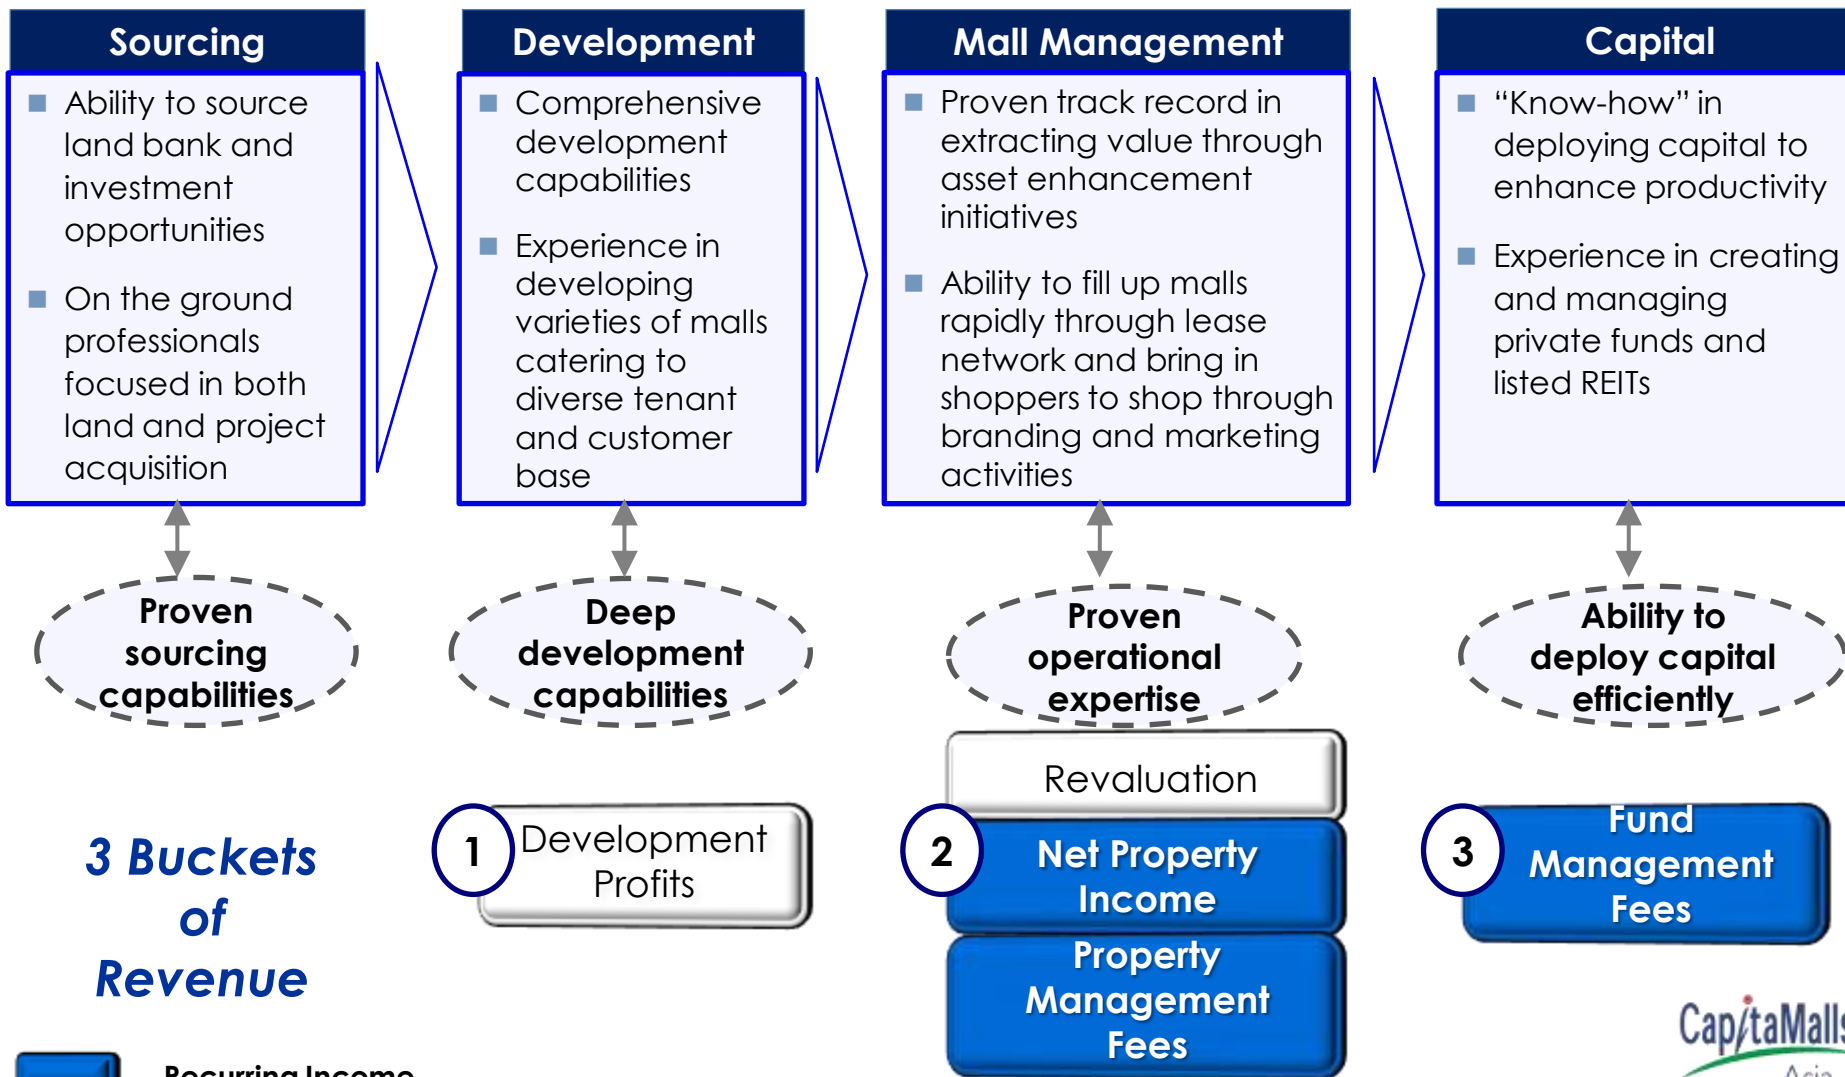 Sourcing
Ability to source
land bank and
investment
opportunities
On the ground
professionals
focused in both
land and project
acquisition
Development
Comprehensive
development
capabilities
Experience in
developing
varieties of malls
catering to
diverse tenant
and customer
base
Mall Management
Proven track record in
extracting value through
asset enhancement
initiatives
Ability to fill up malls
rapidly through lease
network and bring in
shoppers to shop through
branding and marketing
activities
Capital
“Know-how” in
deploying capital to
enhance productivity
Experience in creating
and managing
private funds and
listed REITs
Proven
sourcing
capabilities
Deep
development
capabilities
Proven
operational
expertise
Ability to
deploy capital
efficiently
3 Buckets
of
Revenue
1
Development
Profits
Revaluation
2
Net Property
Income
Property
Management
Fees
3
Fund
Management
Fees
Recurring Income
CapitaMalls
Asia